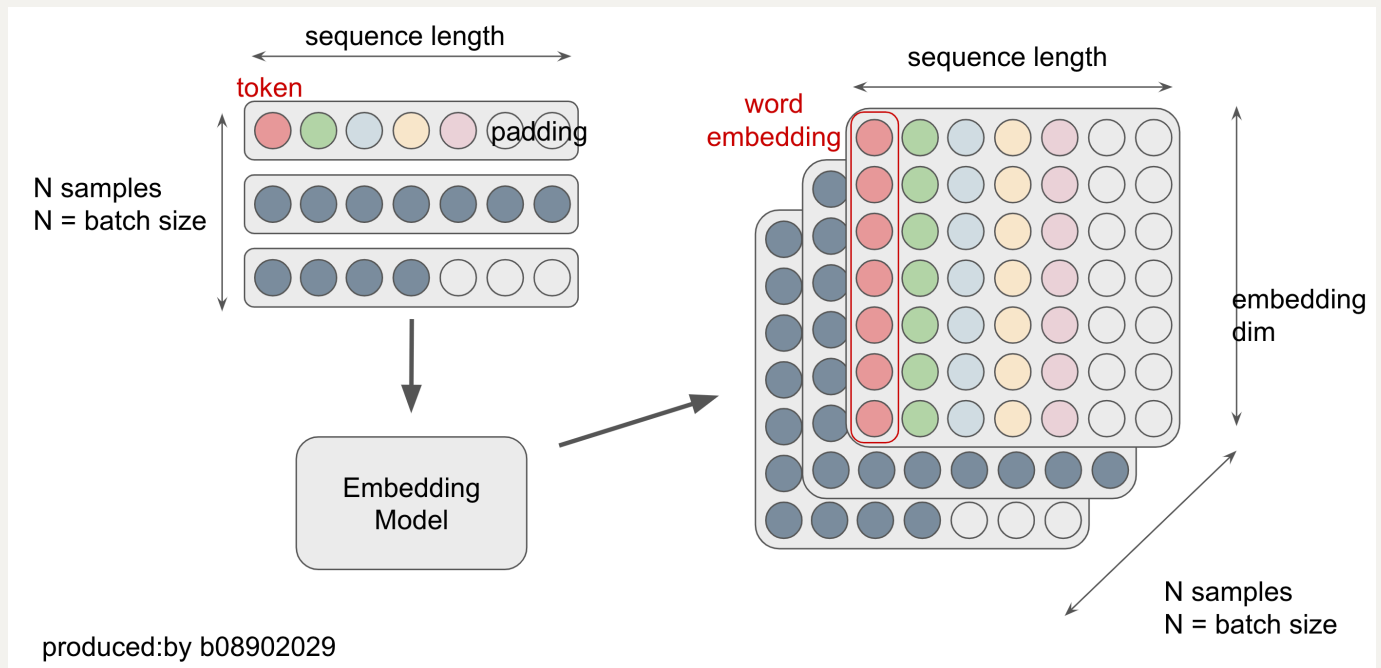 sequence length
token
padding
N samples
N = batch size
Embedding
Model
sequence length
word
embedding
embedding
dim
N samples
N = batch size
produced:by b08902029